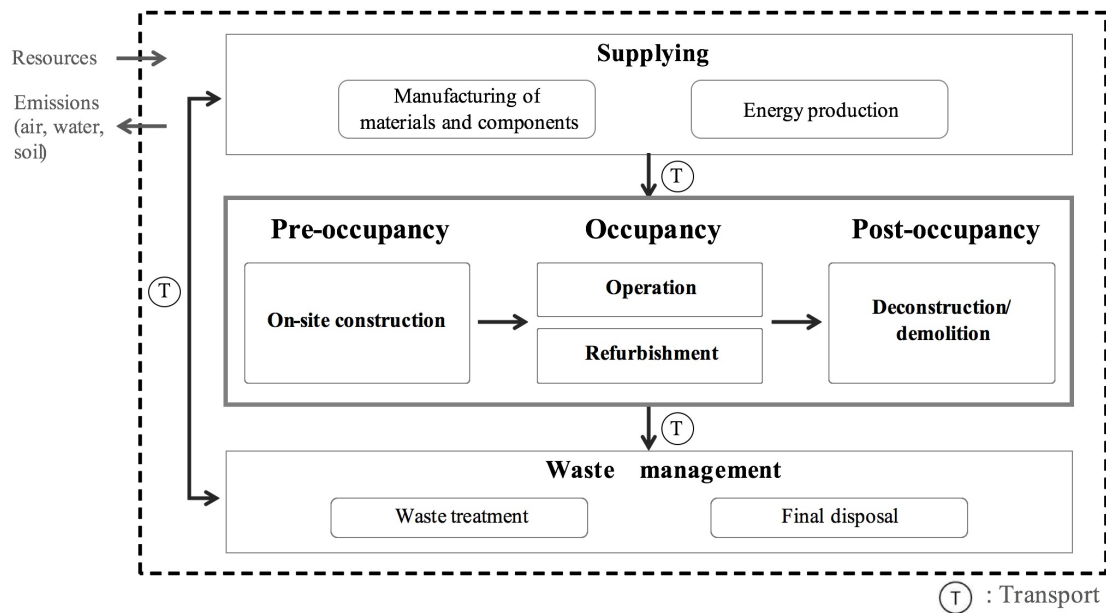 Resources
Emissions
(air, water,
soil)
Supplying
Manufacturing of
materials and components
Energy production
T
Pre-occupancy
Occupancy
Post-occupancy
On-site construction
Operation
Refurbishment
Deconstruction/
demolition
T
T
Waste management
Waste treatment
Final disposal
T : Transport